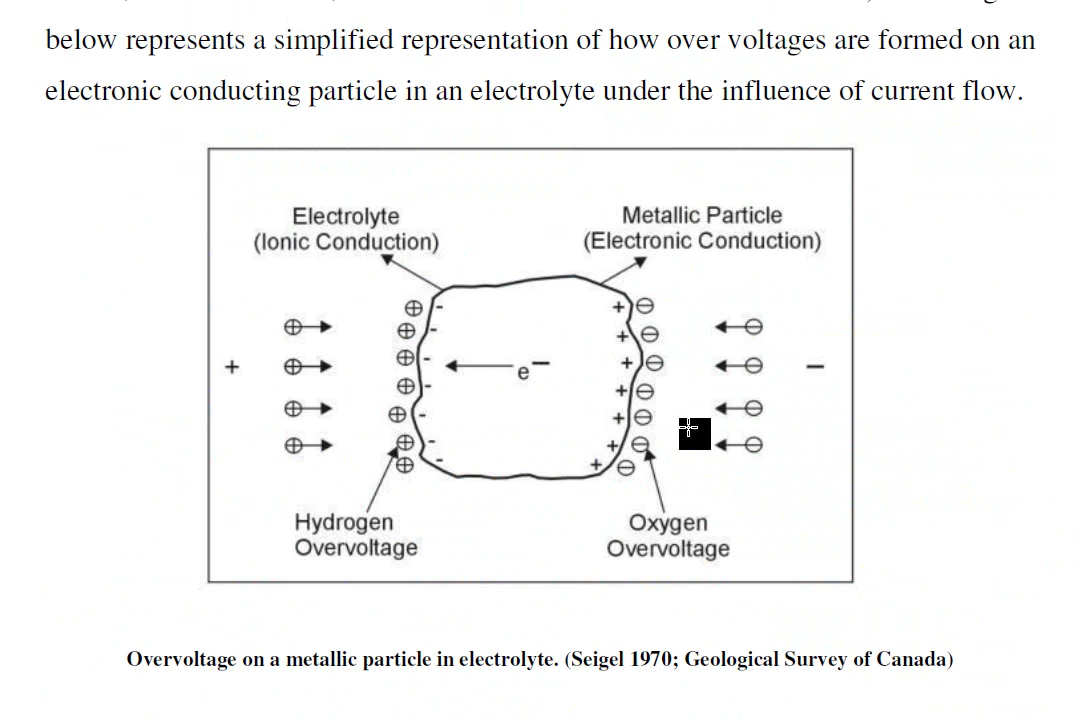 below represents a simplified representation of how over voltages are formed on an
electronic conducting particle in an electrolyte under the influence of current flow.
Electrolyte
(Ionic Conduction)
Metallic Particle
(Electronic Conduction)
+
e−
−
Hydrogen
Overvoltage
Oxygen
Overvoltage
Overvoltage on a metallic particle in electrolyte. (Seigel 1970; Geological Survey of Canada)